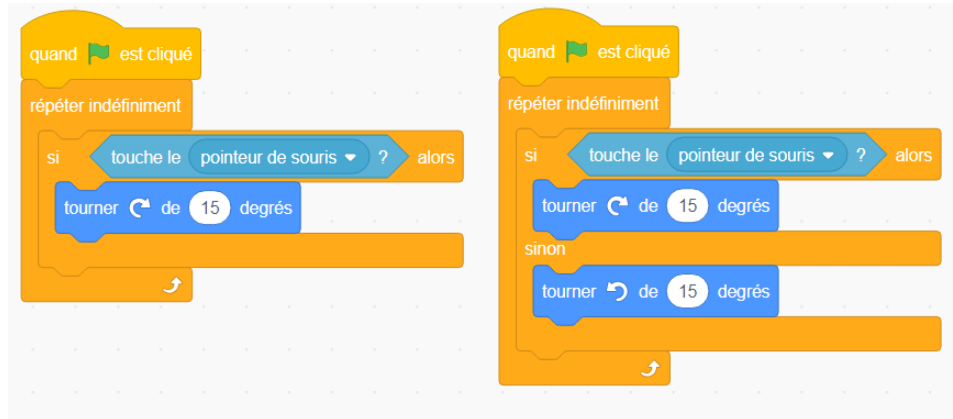 quand est cliqué
répéter indéfiniment
si touche le pointeur de souris ? alors
tourner de 15 degrés
quand est cliqué
répéter indéfiniment
si touche le pointeur de souris ? alors
tourner de 15 degrés
sinon
tourner de 15 degrés